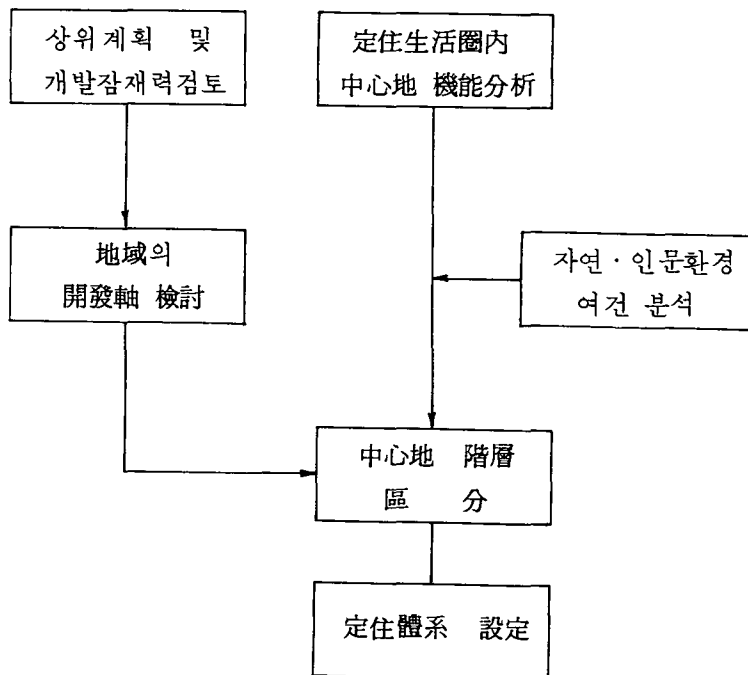 상위계획 및
개발잠재력검토
定住生活圈内
中心地 機能分析
地域의
開發軸 檢討
자연·인문환경
여건 분석
中心地 階層
區 分
定住體系 設定